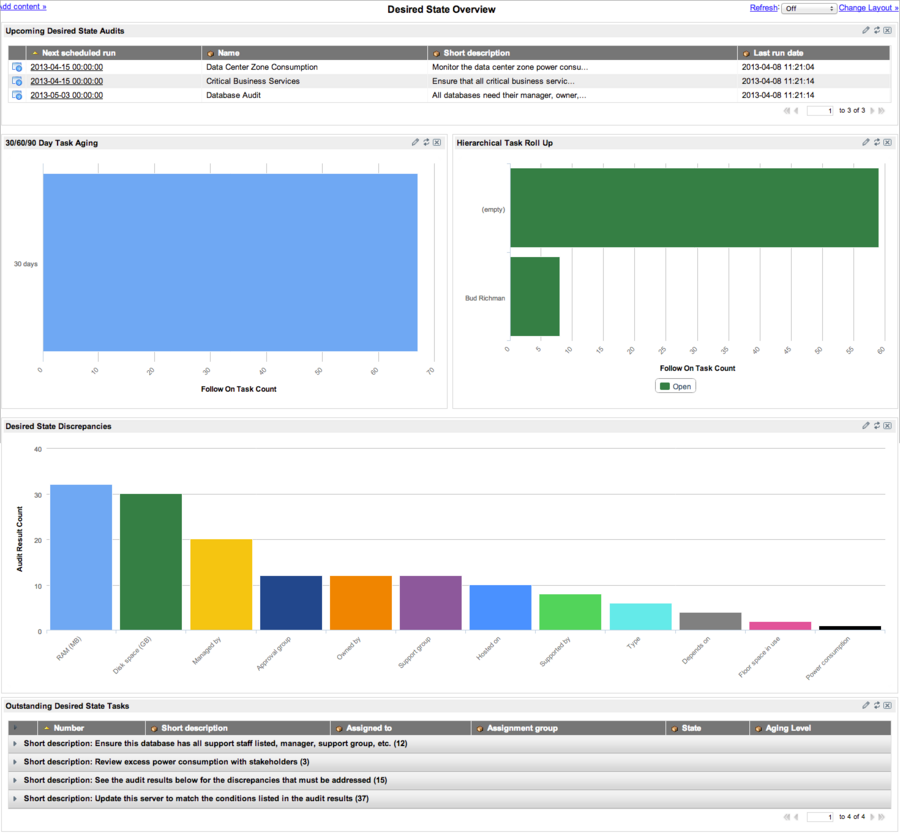 Add content »
Desired State Overview
Refresh: Off Change Layout »
Upcoming Desired State Audits
Next scheduled run Name Short description Last run date
2013-04-15 00:00:00 Data Center Zone Consumption Monitor the data center zone power consu... 2013-04-08 11:21:04
2013-04-15 00:00:00 Critical Business Services Ensure that all critical business servic... 2013-04-08 11:21:14
2013-05-03 00:00:00 Database Audit All databases need their manager, owner,... 2013-04-08 11:21:14
1 to 3 of 3
30/60/90 Day Task Aging
30 days
0 10 20 30 40 50 60 70
Follow On Task Count
Hierarchical Task Roll Up
(empty)
Bud Richman
0 5 10 15 20 25 30 35 40 45 50 55 60
Follow On Task Count
Open
Desired State Discrepancies
Audit Result Count
40
30
20
10
0
RAM (MB) Disk space (GB) Managed by Approval group Owned by Support group Hosted on Supported by Type Depends on Floor space in use Power consumption
Outstanding Desired State Tasks
Number Short description Assigned to Assignment group State Aging Level
Short description: Ensure this database has all support staff listed, manager, support group, etc. (12)
Short description: Review excess power consumption with stakeholders (3)
Short description: See the audit results below for the discrepancies that must be addressed (15)
Short description: Update this server to match the conditions listed in the audit results (37)
1 to 4 of 4